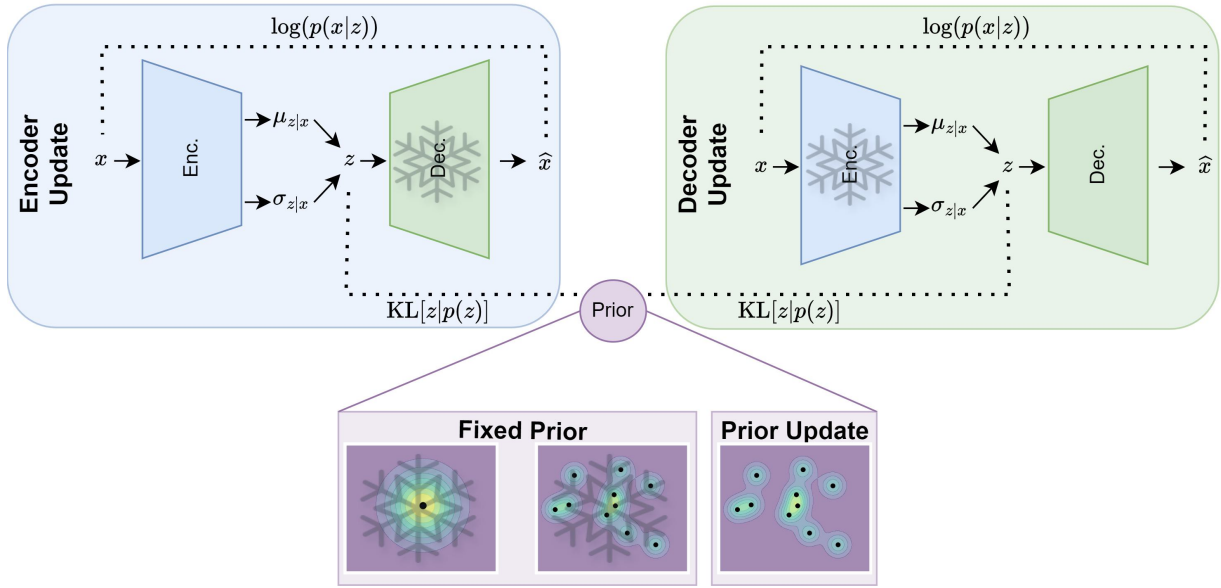 log(p(x|z))
Encoder
Update
x
Enc.
μ_{z|x}
σ_{z|x}
z
Dec.
x̂
KL[z|p(z)]
log(p(x|z))
Decoder
Update
x
Enc.
μ_{z|x}
σ_{z|x}
z
Dec.
x̂
KL[z|p(z)]
Prior
Fixed Prior
Prior Update